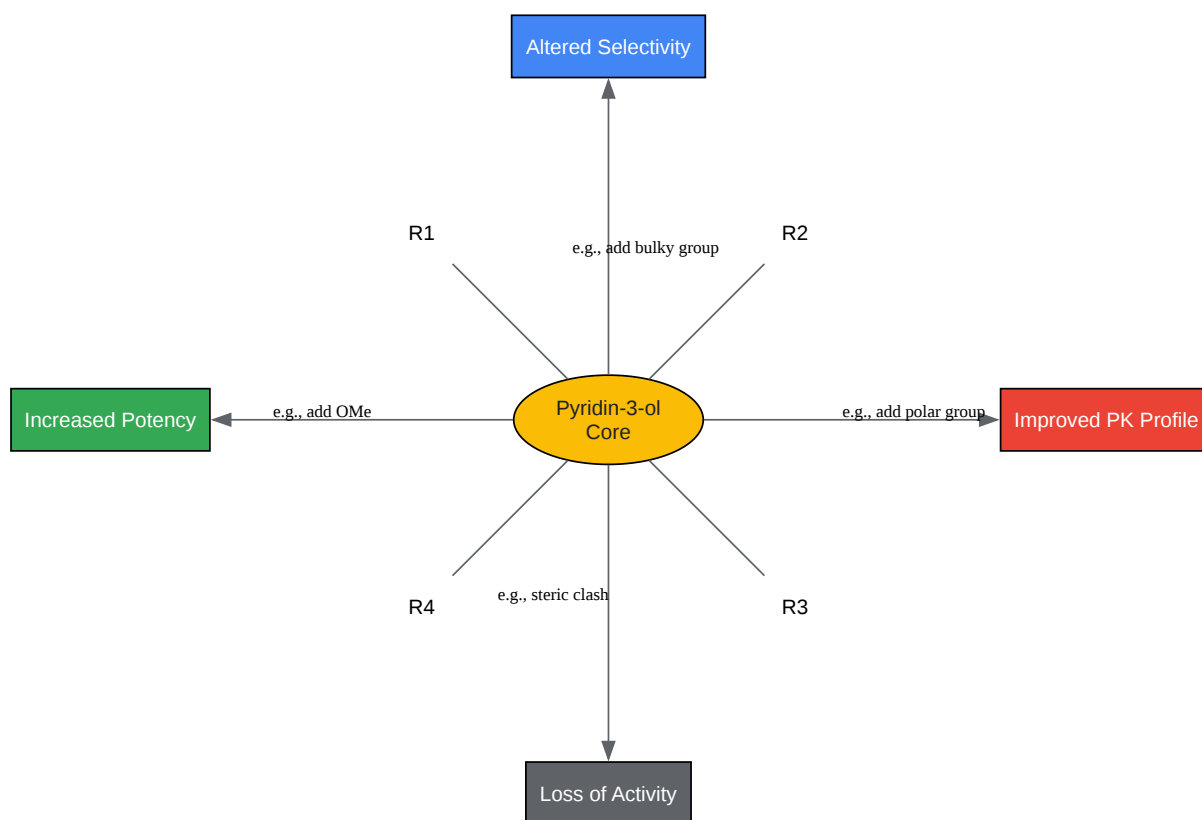 Altered Selectivity
R1
R2
e.g., add bulky group
Increased Potency
e.g., add OMe
Pyridin-3-ol
Core
e.g., add polar group
Improved PK Profile
e.g., steric clash
R4
R3
Loss of Activity